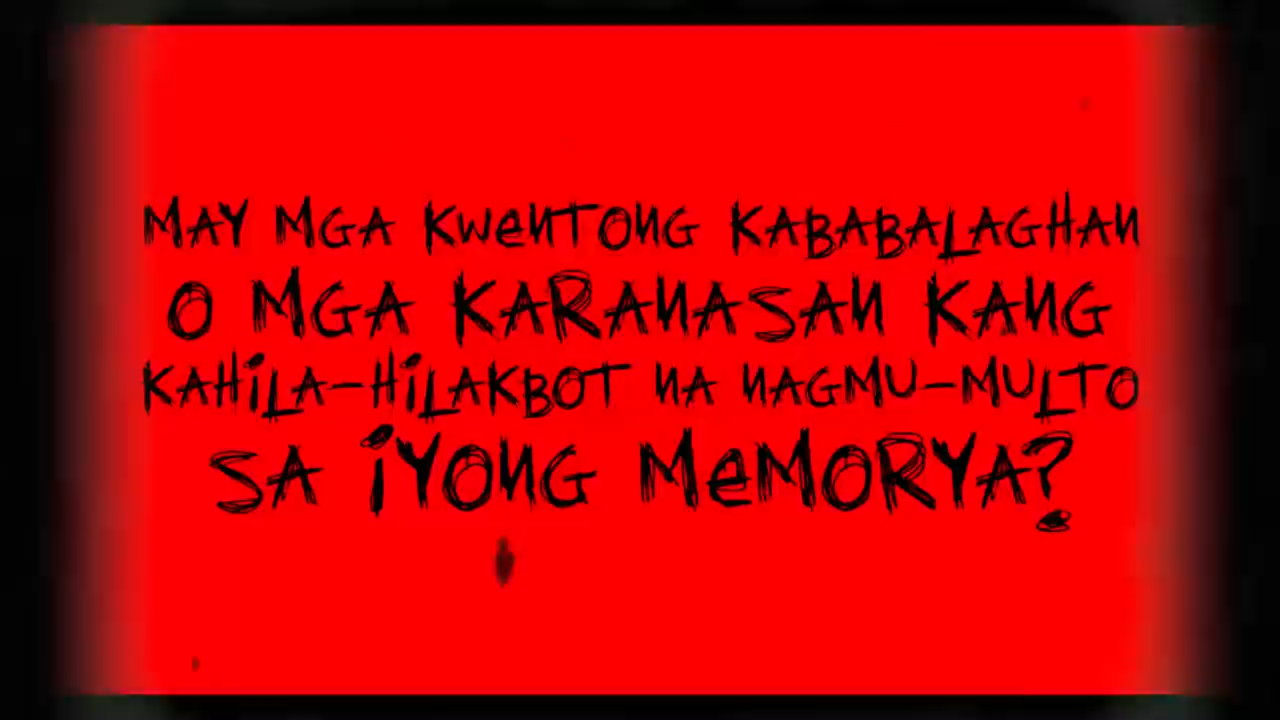 MAY MGA KWENTONG KABABALAGHAN
O MGA KARANASAN KANG
KAHILA-HILAKBOT NA NAGMU-MULTO
SA IYONG MEMORYA?